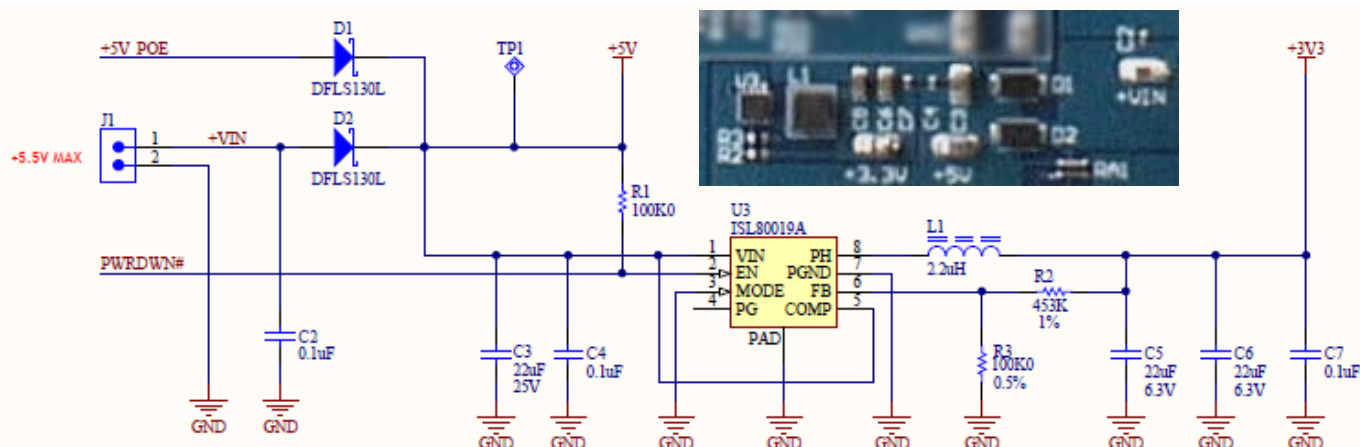 +5V POE
D1
DFLS130L
TP1
+5V
J1
1
2
+5.5V MAX
+VIN
D2
DFLS130L
R1
100K0
PWRDWN#
C2
0.1uF
GND
GND
C3
22uF
25V
GND
C4
0.1uF
GND
U3
ISL80019A
1
VIN
2
EN
3
MODE
4
PG
PH
8
PGND
7
FB
6
COMP
5
PAD
GND
GND
GND
L1
2.2uH
R2
453K
1%
R3
100K0
0.5%
GND
C5
22uF
6.3V
GND
C6
22uF
6.3V
GND
C7
0.1uF
GND
+3V3
L1
D1
D2
+3.3V
+5V
+VIN
R3
R2